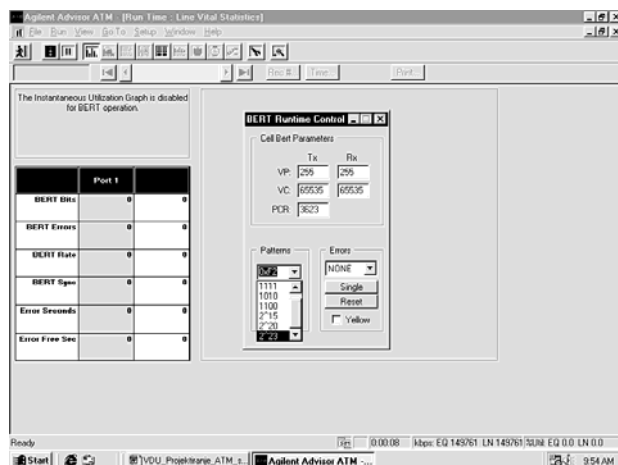 Agilent Advisor ATM - [Run Time : Line Vital Statistics]
File Run View GoTo Setup Window Help
Rec #... Time... Print...
The Instantaneous Utilization Graph is disabled
for BERT operation.
Port 1
BERT Bits 0 0
BERT Errors 0 0
BERT Rate 0 0
BERT Sync 0 0
Error Seconds 0 0
Error Free Sec 0 0
BERT Runtime Control
Cell Bert Parameters
Tx Rx
VP: 255 255
VC: 65535 65535
PCR 3623
Patterns
1111
1010
1100
2^15
2^20
2^23
Errors
NONE
Single
Reset
Yellow
Ready
0:00:08 kbps: EQ 149761 LN 149761 %Util: EQ 0.0 LN 0.0
Start
VDU_Projektiranje_ATM_s...
Agilent Advisor ATM -...
9:54 AM